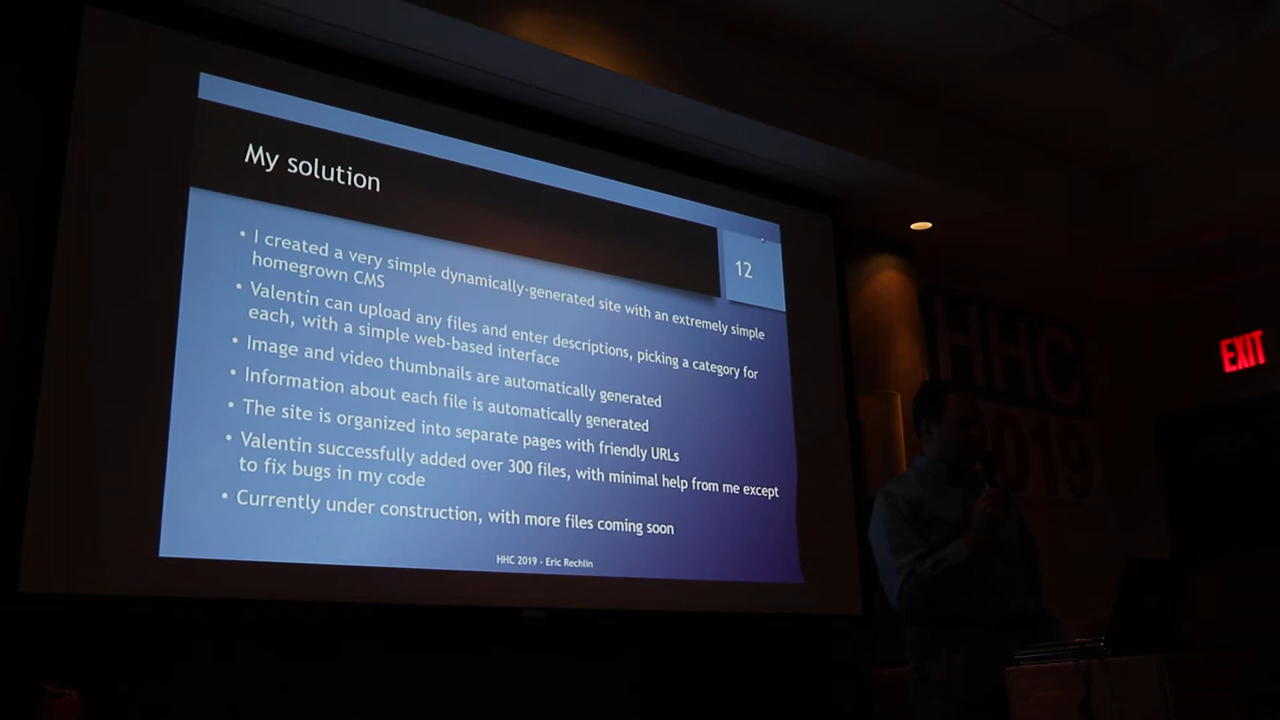 My solution
12
• I created a very simple dynamically-generated site with an extremely simple
homegrown CMS
• Valentín can upload any files and enter descriptions, picking a category for
each, with a simple web-based interface
• Image and video thumbnails are automatically generated
• Information about each file is automatically generated
• The site is organized into separate pages with friendly URLs
• Valentín successfully added over 300 files, with minimal help from me except
to fix bugs in my code
• Currently under construction, with more files coming soon
HHC 2019 - Eric Rechlin
HHC
2019
EXIT